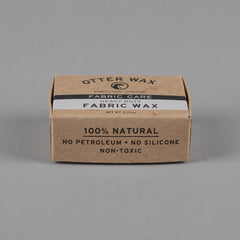 OTTER WAX
FABRIC CARE
HEAVY DUTY
FABRIC WAX
100% NATURAL
NO PETROLEUM • NO SILICONE
NON-TOXIC